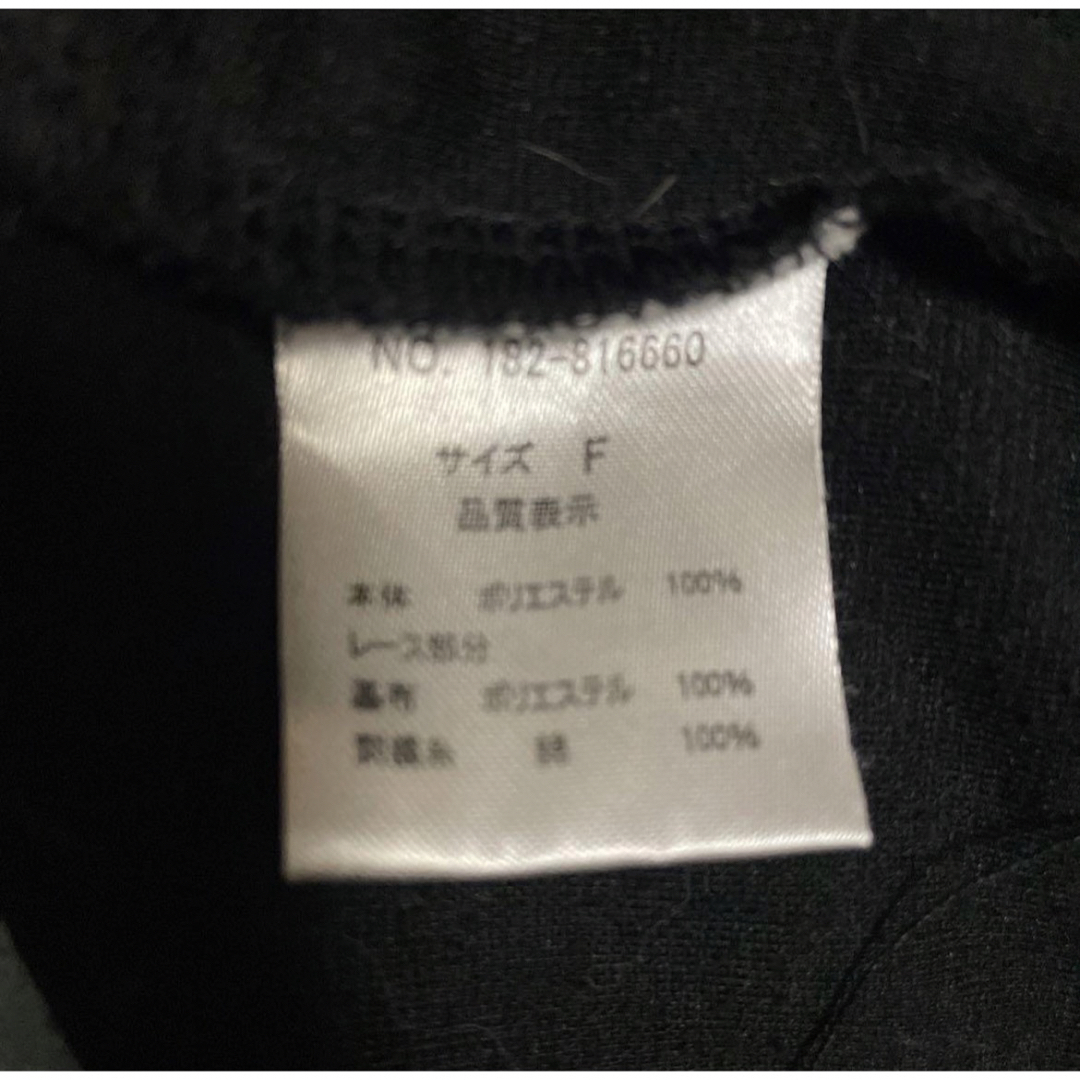 NO. 182-816660
サイズ F
品質表示
本体 ポリエステル 100%
レース部分
基布 ポリエステル 100%
刺繍糸 綿 100%